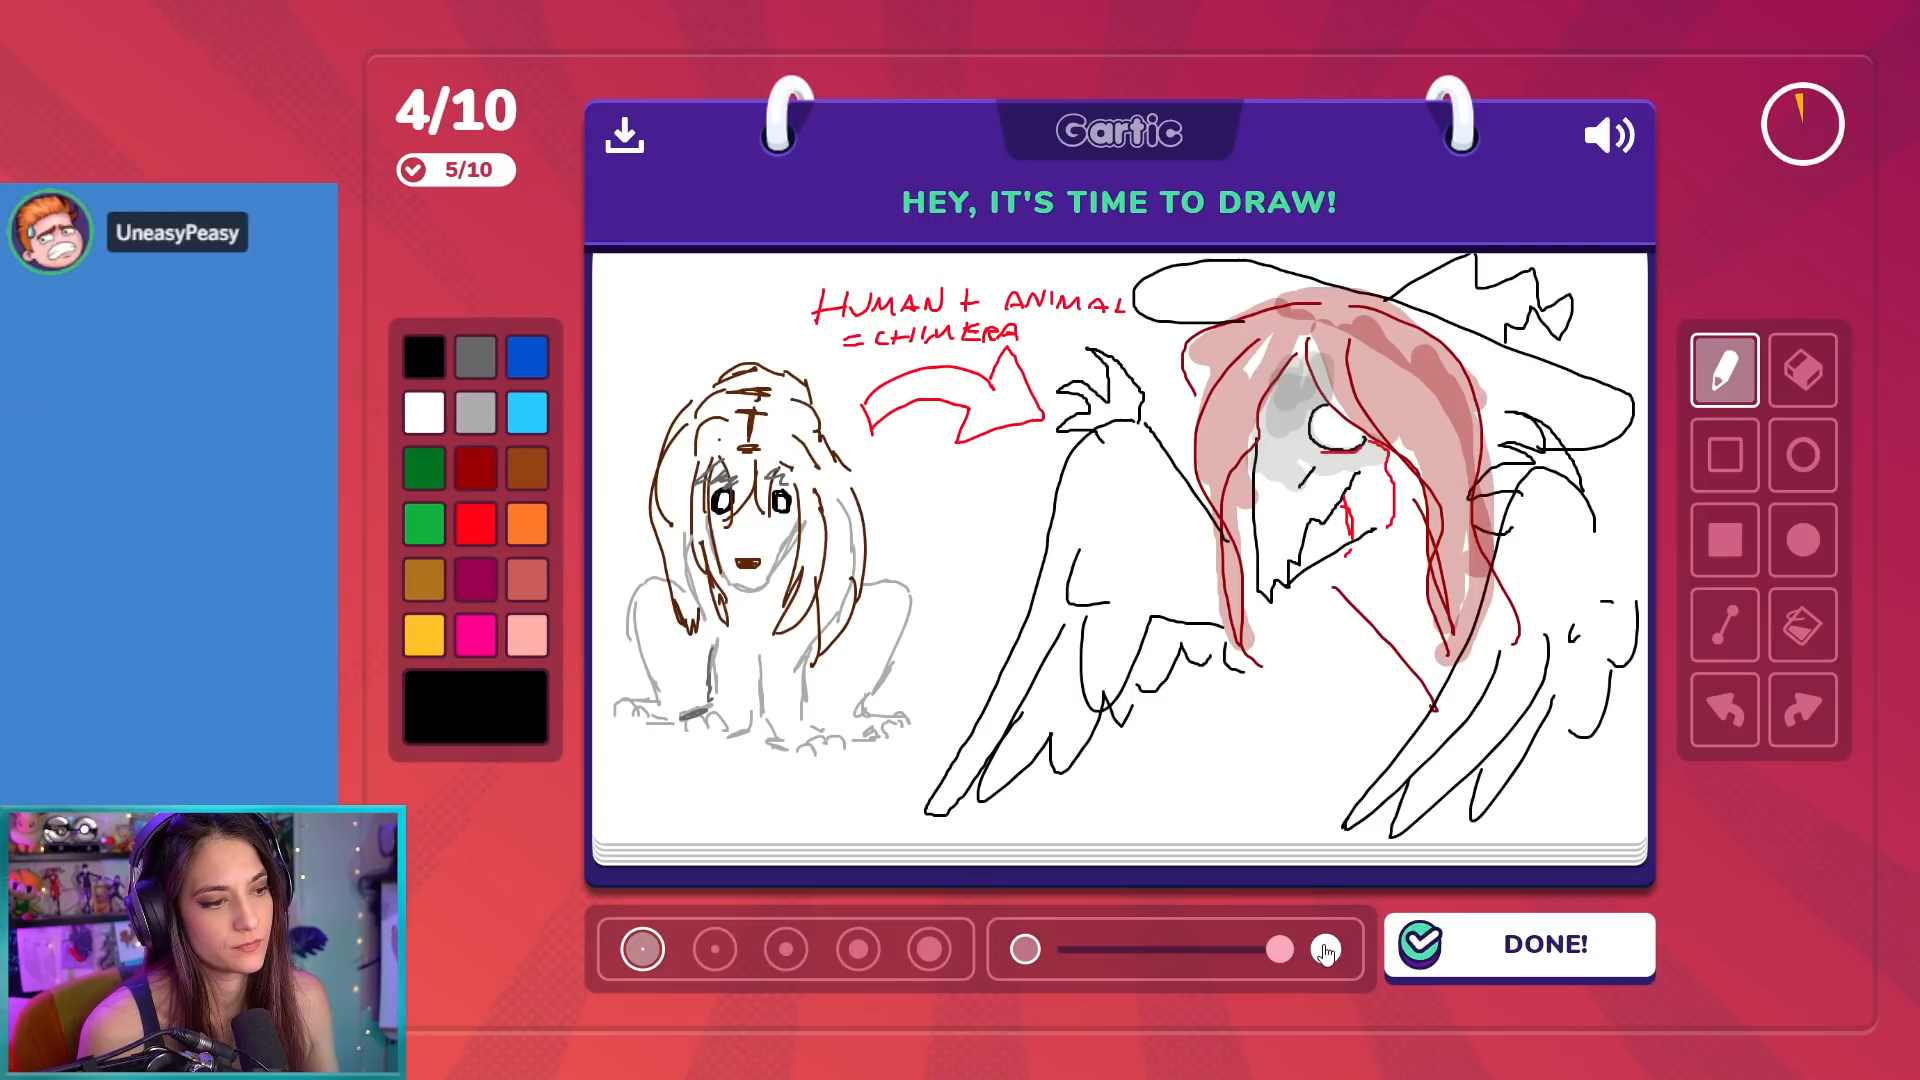 4/10
5/10
Gartic
HEY, IT'S TIME TO DRAW!
UneasyPeasy
HUMAN + ANIMAL
= CHIMERA
DONE!